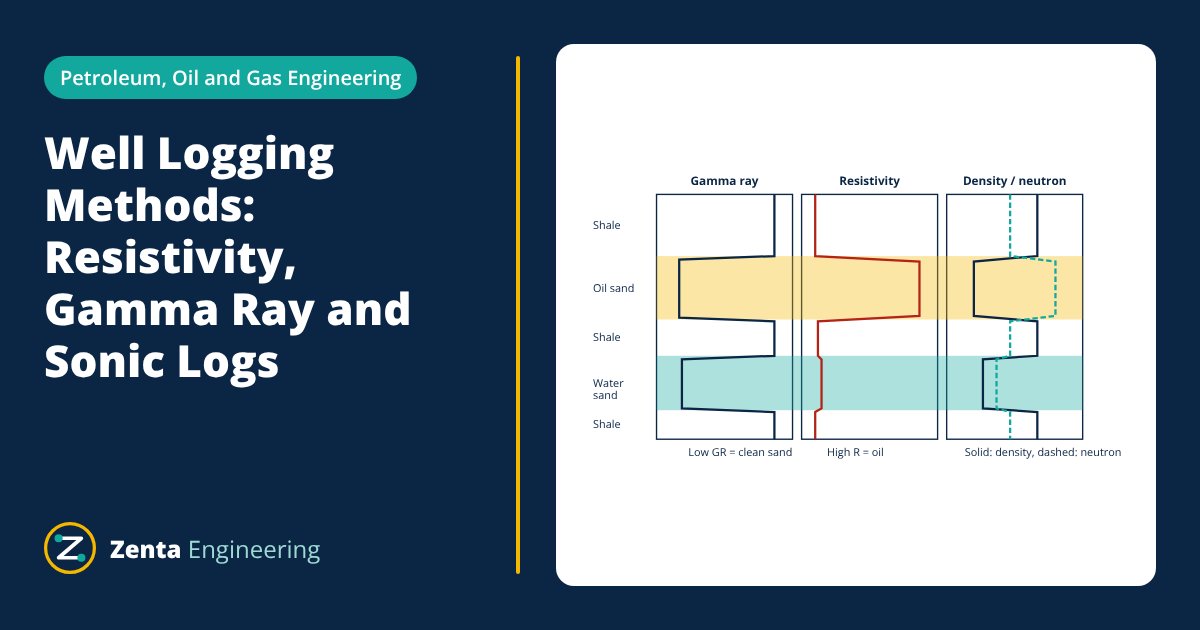 Petroleum, Oil and Gas Engineering
Well Logging
Methods:
Resistivity,
Gamma Ray and
Sonic Logs
Zenta Engineering
Gamma ray
Resistivity
Density / neutron
Shale
Oil sand
Shale
Water
sand
Shale
Low GR = clean sand
High R = oil
Solid: density, dashed: neutron